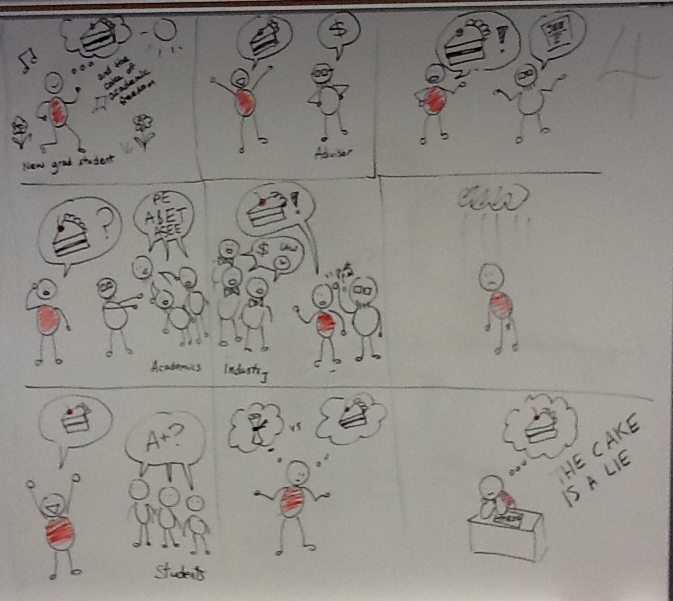 and the
cake of
academic
freedom
New grad student
$
Advisor
!
4
?
PE
ABET
ASEE
Academics
!
$
Industry
A+?
Students
vs
THE CAKE
IS A LIE